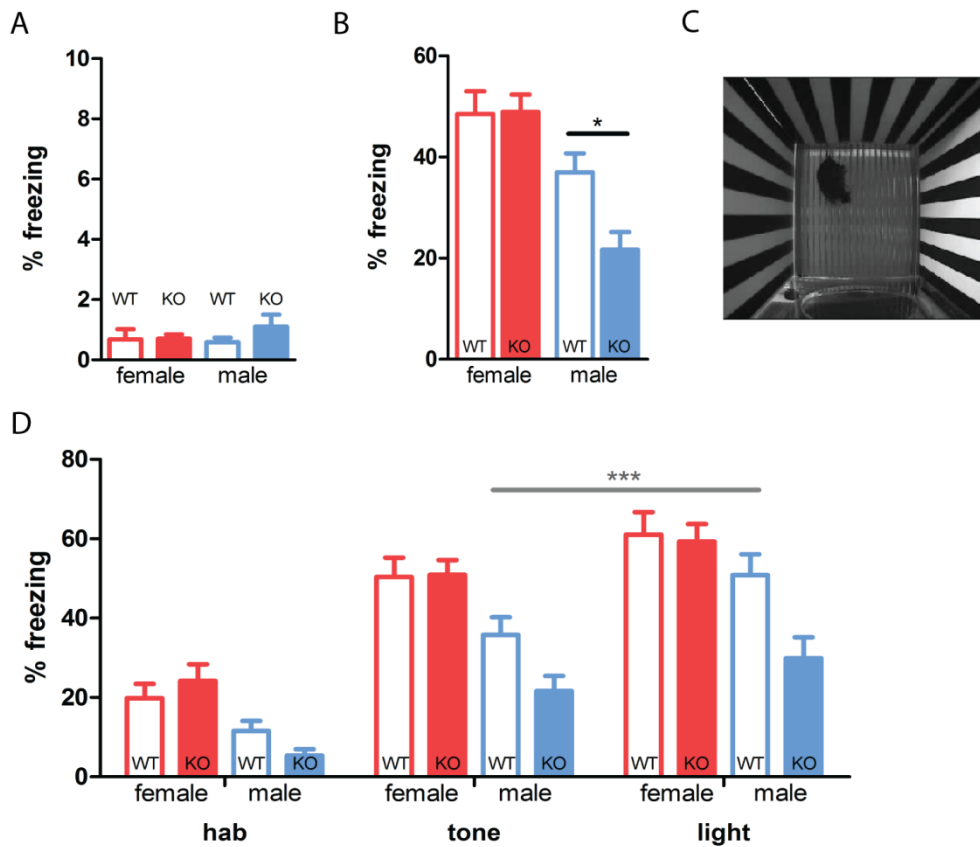 A
B
C
10
8
6
4
2
0
% freezing
WT
KO
WT
KO
female
male
60
40
20
0
% freezing
*
WT
KO
WT
KO
female
male
D
80
60
40
20
0
% freezing
***
WT
KO
WT
KO
WT
KO
WT
KO
WT
KO
WT
KO
female
male
female
male
female
male
hab
tone
light